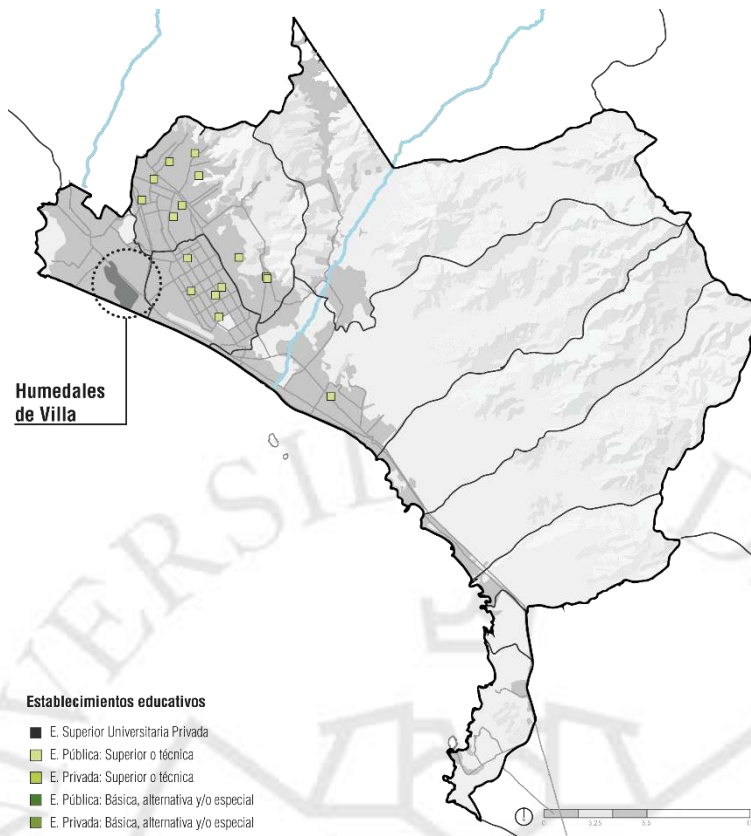 Humedales
de Villa
Establecimientos educativos
E. Superior Universitaria Privada
E. Pública: Superior o técnica
E. Privada: Superior o técnica
E. Pública: Básica, alternativa y/o especial
E. Privada: Básica, alternativa y/o especial